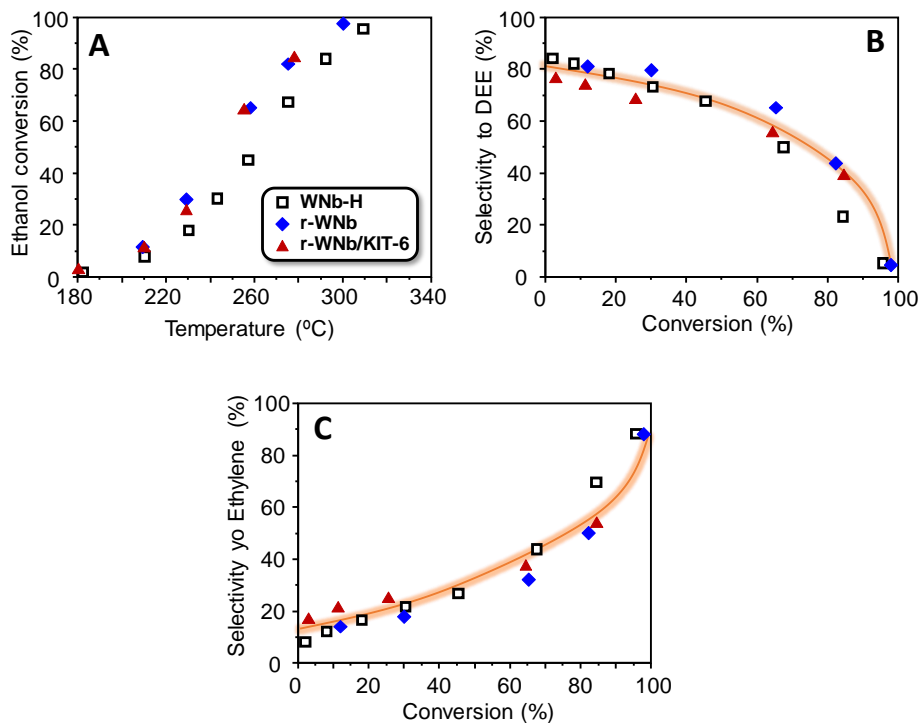 A
Ethanol conversion (%)
100
80
60
40
20
0
180
220
260
300
340
Temperature (ºC)
WNb-H
r-WNb
r-WNb/KIT-6
B
Selectivity to DEE (%)
100
80
60
40
20
0
0
20
40
60
80
100
Conversion (%)
C
Selectivity yo Ethylene (%)
100
80
60
40
20
0
0
20
40
60
80
100
Conversion (%)